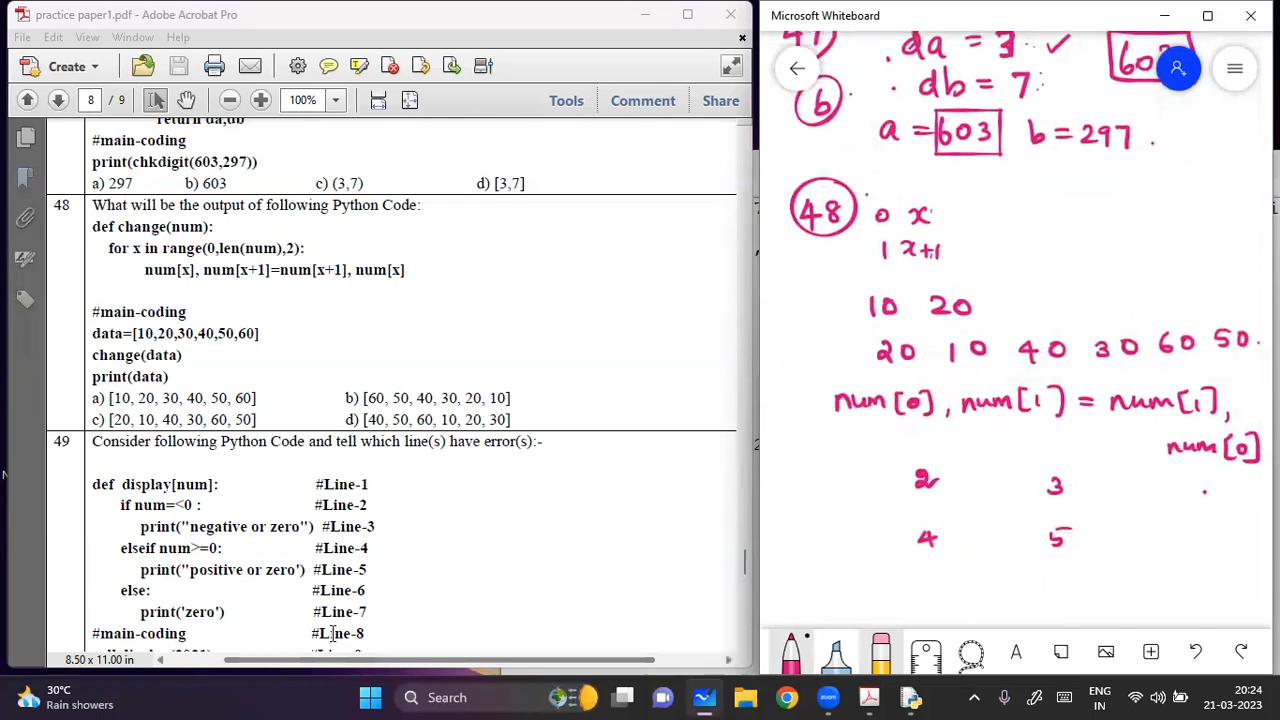 practice paper1.pdf - Adobe Acrobat Pro
File Edit View Window Help
Create
8 / 9 100% Tools Comment Share
return da,db
#main-coding
print(chkdigit(603,297))
a) 297 b) 603 c) (3,7) d) [3,7]
48 What will be the output of following Python Code:
def change(num):
for x in range(0,len(num),2):
num[x], num[x+1]=num[x+1], num[x]
#main-coding
data=[10,20,30,40,50,60]
change(data)
print(data)
a) [10, 20, 30, 40, 50, 60] b) [60, 50, 40, 30, 20, 10]
c) [20, 10, 40, 30, 60, 50] d) [40, 50, 60, 10, 20, 30]
49 Consider following Python Code and tell which line(s) have error(s):-
def display[num]: #Line-1
if num=<0 : #Line-2
print("negative or zero") #Line-3
elseif num>=0: #Line-4
print("positive or zero') #Line-5
else: #Line-6
print('zero') #Line-7
#main-coding #Line-8
8.50 x 11.00 in
Microsoft Whiteboard
47) da = 3 ✓
b db = 7
a = 603 b = 297
48 0 x
1 x+1
10 20
20 10 40 30 60 50
num[0], num[1] = num[1],
num[0]
2 3
4 5
30°C
Rain showers
Search
zoom
ENG
IN
20:24
21-03-2023